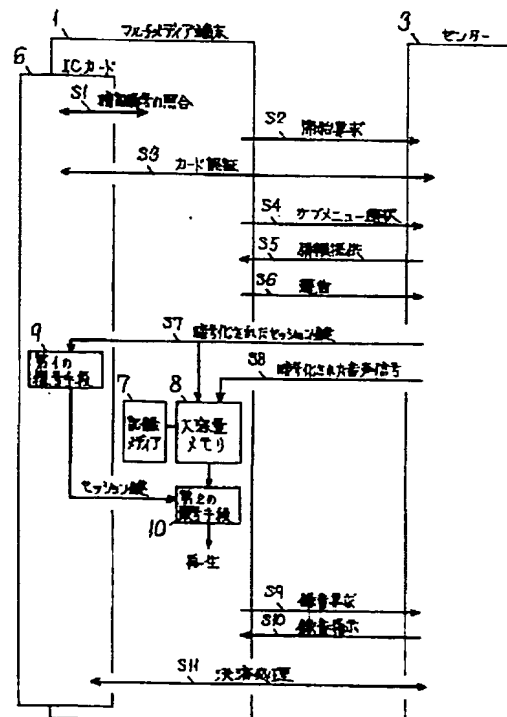 1
マルチメディア端末
3
センター
6
ICカード
S1
暗証番号の照合
S2
開始要求
S3
カード認証
S4
サブメニュー選択
S5
情報提供
S6
選曲
S7
暗号化されたセッション鍵
S8
暗号化された音声信号
9
第1の
復号手段
7
記録
メディア
8
大容量
メモリ
セッション鍵
第2の
復号手段
10
再生
S9
録音要求
S10
録音指示
S11
決済処理